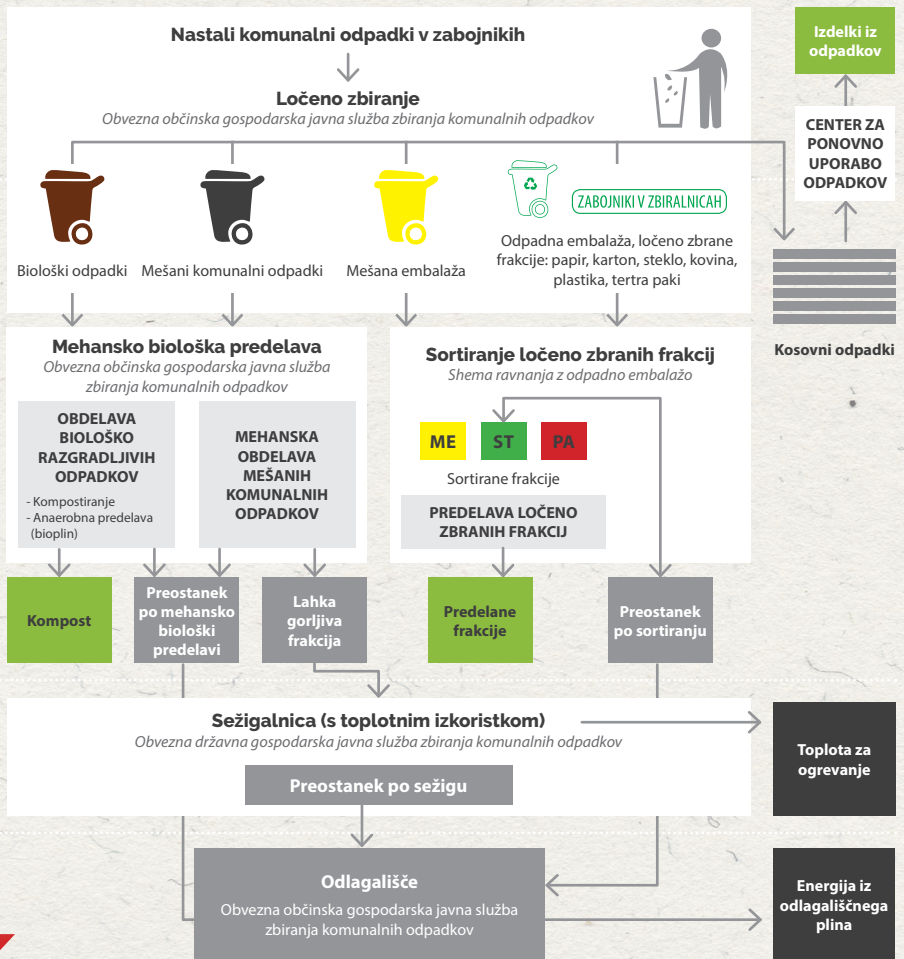 Nastali komunalni odpadki v zabojnikih
Ločeno zbiranje
Obvezna občinska gospodarska javna služba zbiranja komunalnih odpadkov
Izdelki iz
odpadkov
CENTER ZA
PONOVNO
UPORABO
ODPADKOV
ZABOJNIKI V ZBIRALNICAH
Biološki odpadki
Mešani komunalni odpadki
Mešana embalaža
Odpadna embalaža, ločeno zbrane
frakcije: papir, karton, steklo, kovina,
plastika, tertra paki
Kosovni odpadki
Mehansko biološka predelava
Obvezna občinska gospodarska javna služba
zbiranja komunalnih odpadkov
OBDELAVA
BIOLOŠKO
RAZGRADLJIVIH
ODPADKOV
- Kompostiranje
- Anaerobna predelava
(bioplin)
MEHANSKA
OBDELAVA
MEŠANIH
KOMUNALNIH
ODPADKOV
Sortiranje ločeno zbranih frakcij
Shema ravnanja z odpadno embalažo
ME
ST
PA
Sortirane frakcije
PREDELAVA LOČENO
ZBRANIH FRAKCIJ
Kompost
Preostanek
po mehansko
biološki
predelavi
Lahka
gorljiva
frakcija
Predelane
frakcije
Preostanek
po sortiranju
Sežigalnica (s toplotnim izkoristkom)
Obvezna državna gospodarska javna služba zbiranja komunalnih odpadkov
Preostanek po sežigu
Toplota za
ogrevanje
Odlagališče
Obvezna občinska gospodarska javna služba
zbiranja komunalnih odpadkov
Energija iz
odlagališčnega
plina